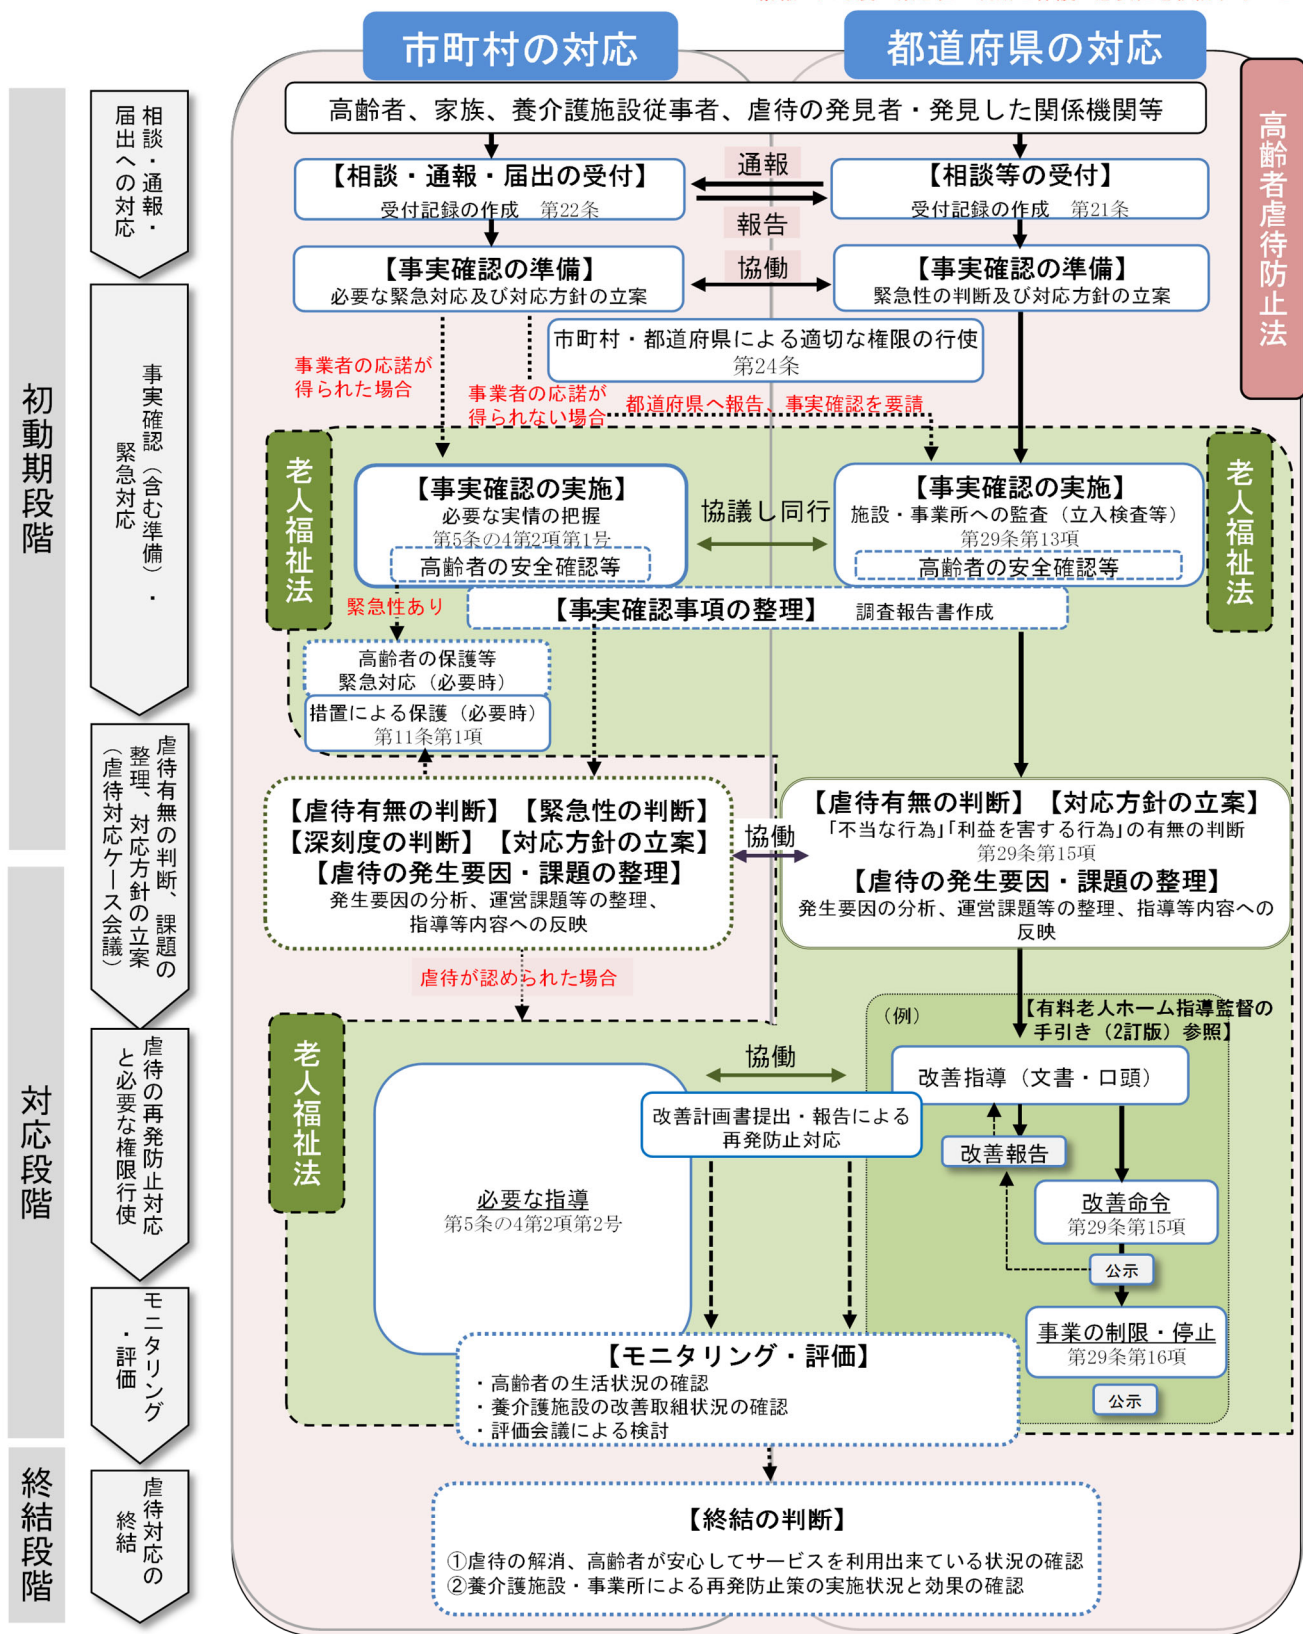 市町村の対応
都道府県の対応
高齢者虐待防止法
初動期段階
対応段階
終結段階
相談・通報・
届出への対応
事実確認（含む準備）・
緊急対応
虐待有無の判断、課題の
整理、対応方針の立案
（虐待対応ケース会議）
虐待の再発防止対応
と必要な権限行使
モニタリング
・評価
虐待対応の
終結
高齢者、家族、養介護施設従事者、虐待の発見者・発見した関係機関等
【相談・通報・届出の受付】
受付記録の作成　第22条
通報
報告
【相談等の受付】
受付記録の作成　第21条
【事実確認の準備】
必要な緊急対応及び対応方針の立案
協働
【事実確認の準備】
緊急性の判断及び対応方針の立案
市町村・都道府県による適切な権限の行使
第24条
事業者の応諾が
得られた場合
事業者の応諾が
得られない場合
都道府県へ報告、事実確認を要請
老人福祉法
老人福祉法
【事実確認の実施】
必要な実情の把握
第5条の4第2項第1号
高齢者の安全確認等
協議し同行
【事実確認の実施】
施設・事業所への監査（立入検査等）
第29条第13項
高齢者の安全確認等
緊急性あり
【事実確認事項の整理】　調査報告書作成
高齢者の保護等
緊急対応（必要時）
措置による保護（必要時）
第11条第1項
【虐待有無の判断】【緊急性の判断】
【深刻度の判断】【対応方針の立案】
【虐待の発生要因・課題の整理】
発生要因の分析、運営課題等の整理、
指導等内容への反映
協働
【虐待有無の判断】【対応方針の立案】
「不当な行為」「利益を害する行為」の有無の判断
第29条第15項
【虐待の発生要因・課題の整理】
発生要因の分析、運営課題等の整理、指導等内容への
反映
虐待が認められた場合
老人福祉法
（例）
【有料老人ホーム指導監督の
手引き（2訂版）参照】
協働
改善指導（文書・口頭）
改善計画書提出・報告による
再発防止対応
改善報告
必要な指導
第5条の4第2項第2号
改善命令
第29条第15項
公示
事業の制限・停止
第29条第16項
公示
【モニタリング・評価】
・高齢者の生活状況の確認
・養介護施設の改善取組状況の確認
・評価会議による検討
【終結の判断】
①虐待の解消、高齢者が安心してサービスを利用出来ている状況の確認
②養介護施設・事業所による再発防止策の実施状況と効果の確認